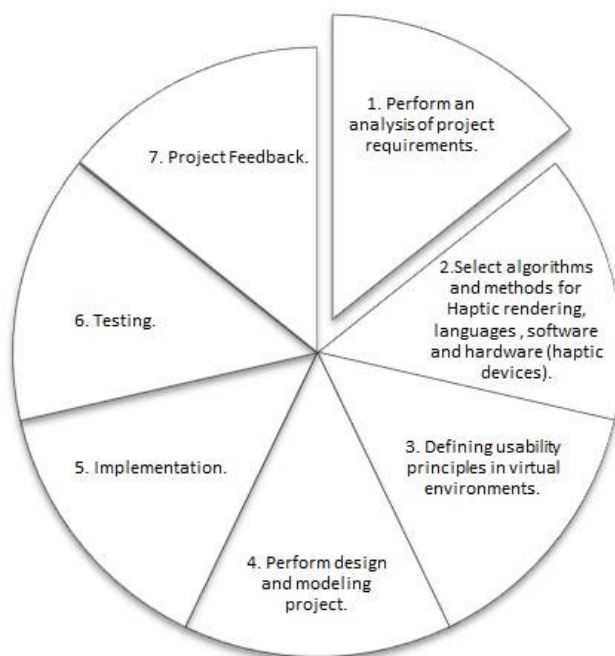 1. Perform an
analysis of project
requirements.
2.Select algorithms
and methods for
Haptic rendering,
languages , software
and hardware (haptic
devices).
3. Defining usability
principles in virtual
environments.
4. Perform design
and modeling
project.
5. Implementation.
6. Testing.
7. Project Feedback.